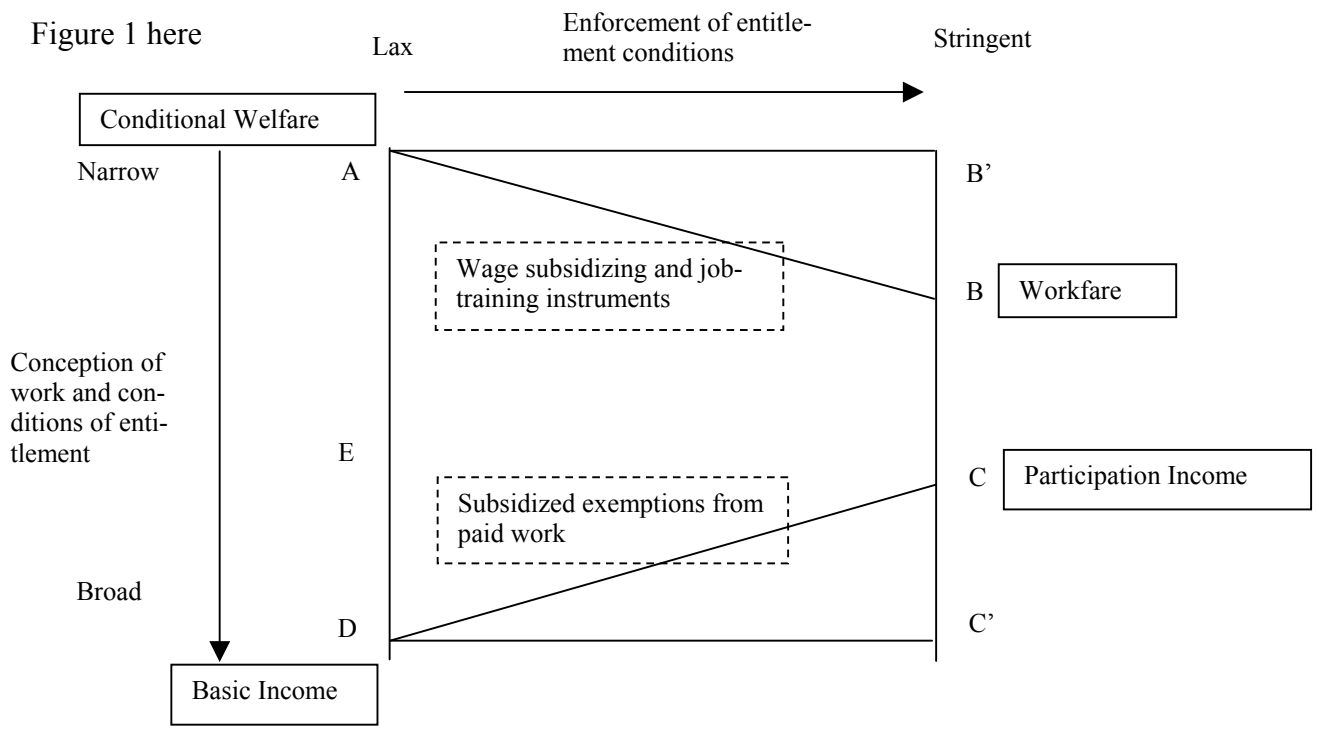 Figure 1 here
Lax
Enforcement of entitle-
ment conditions
Stringent
Conditional Welfare
Narrow
A
B’
Wage subsidizing and job-
training instruments
B
Workfare
Conception of
work and con-
ditions of enti-
tlement
E
C
Participation Income
Subsidized exemptions from
paid work
Broad
D
C’
Basic Income